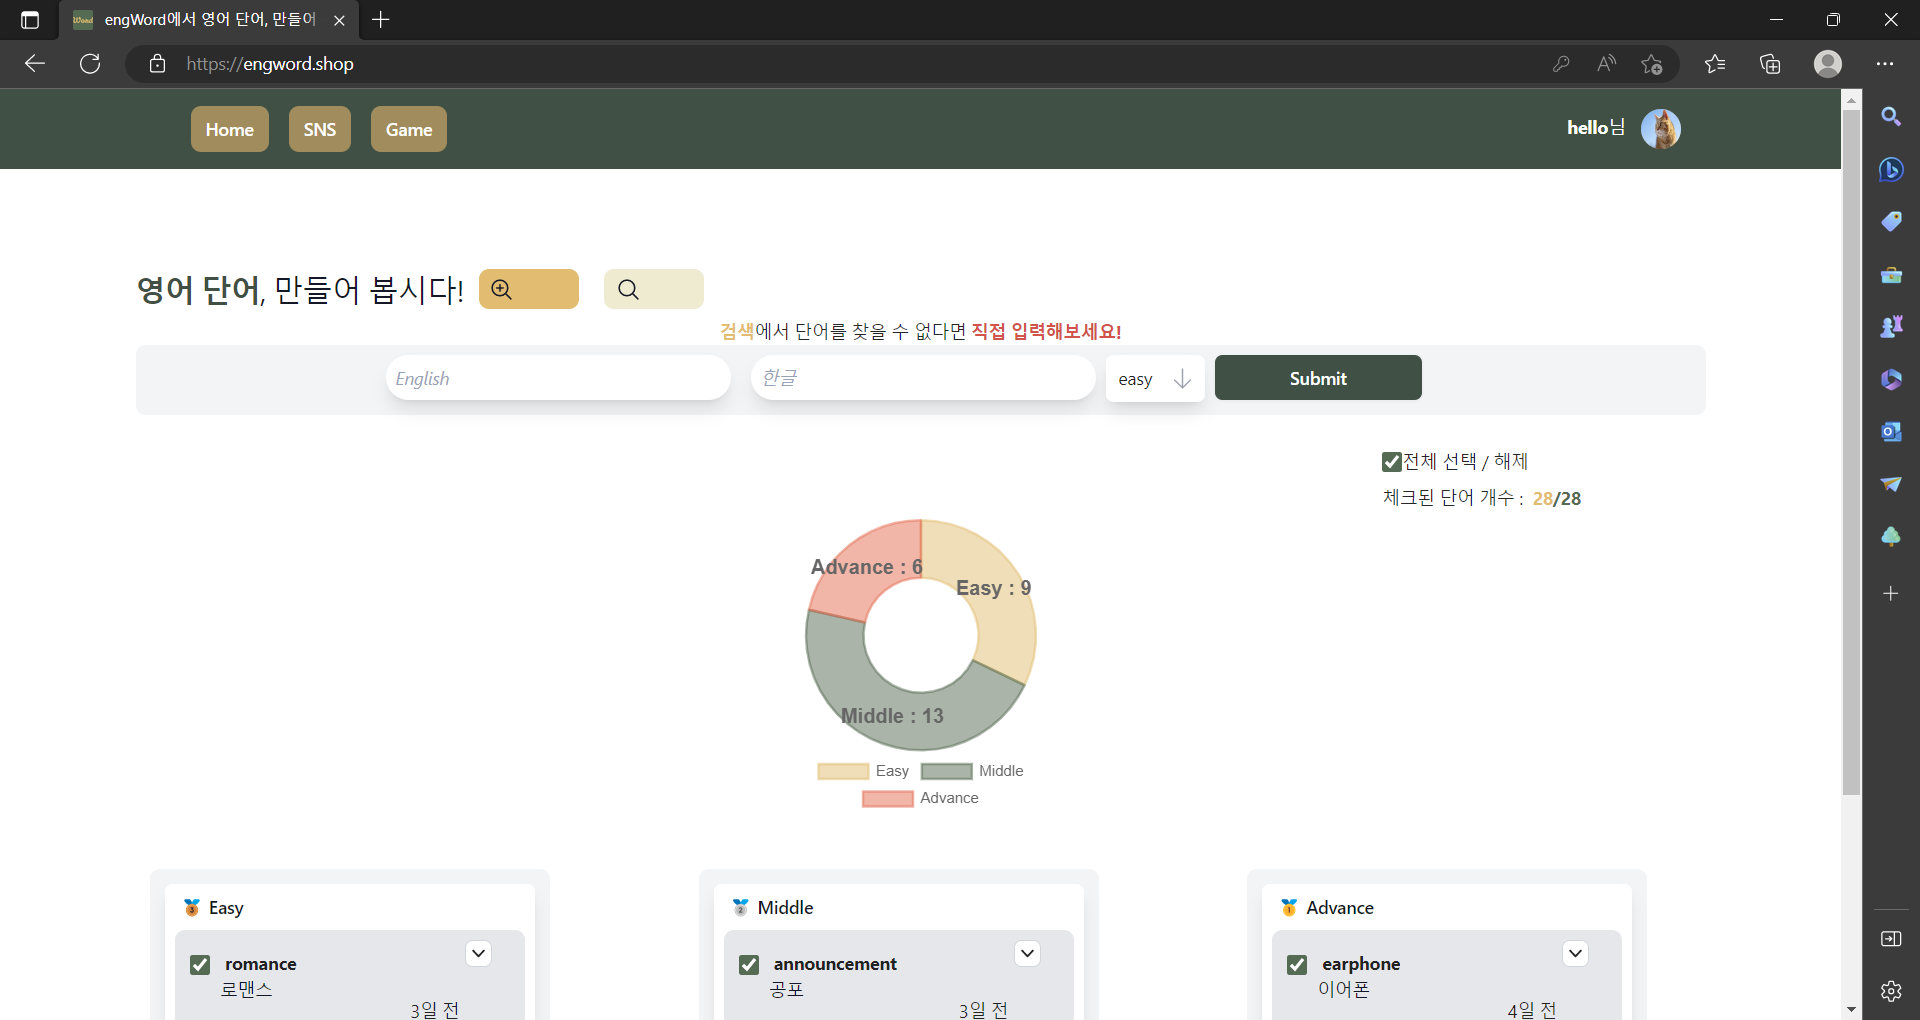 engWord에서 영어 단어, 만들어
https://engword.shop
Home SNS Game hello님
영어 단어, 만들어 봅시다!
검색에서 단어를 찾을 수 없다면 직접 입력해보세요!
English 한글 easy Submit
전체 선택 / 해제
체크된 단어 개수 : 28/28
Advance : 6
Easy : 9
Middle : 13
Easy Middle
Advance
Easy Middle Advance
romance announcement earphone
로맨스 공포 이어폰
3일 전 3일 전 4일 전